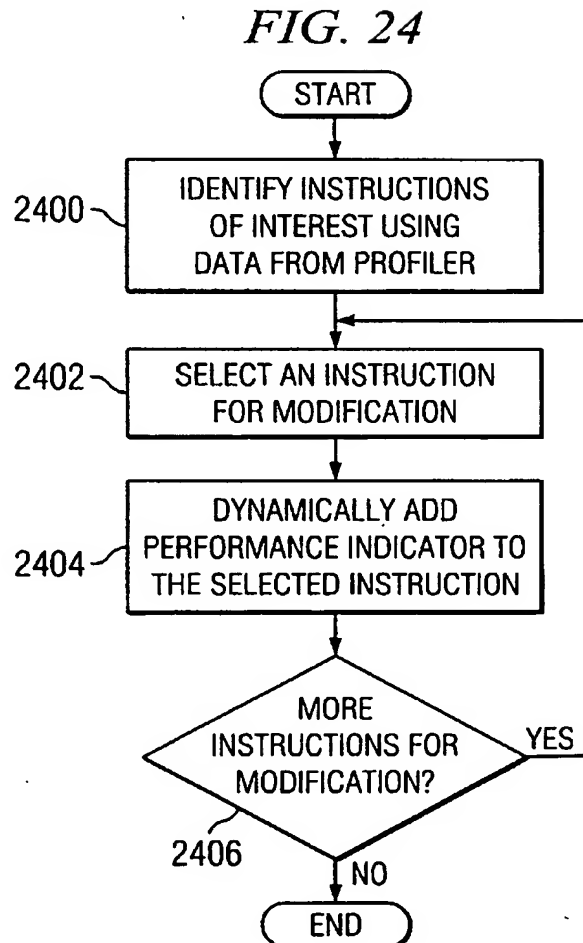 FIG. 24
START
2400
IDENTIFY INSTRUCTIONS
OF INTEREST USING
DATA FROM PROFILER
2402
SELECT AN INSTRUCTION
FOR MODIFICATION
2404
DYNAMICALLY ADD
PERFORMANCE INDICATOR TO
THE SELECTED INSTRUCTION
MORE
INSTRUCTIONS FOR
MODIFICATION?
YES
2406
NO
END